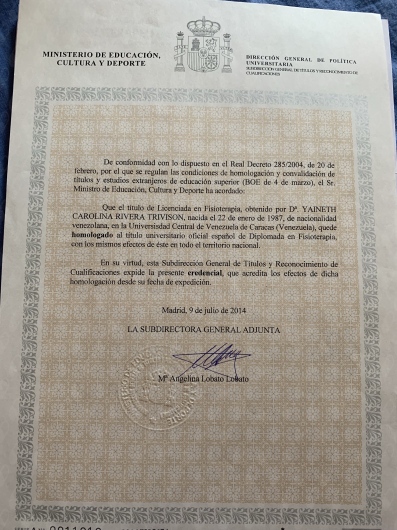 MINISTERIO DE EDUCACIÓN,
CULTURA Y DEPORTE
DIRECCIÓN GENERAL DE POLÍTICA
UNIVERSITARIA
SUBDIRECCIÓN GENERAL DE TÍTULOS Y RECONOCIMIENTO DE
CUALIFICACIONES
De conformidad con lo dispuesto en el Real Decreto 285/2004, de 20 de
febrero, por el que se regulan las condiciones de homologación y convalidación de
títulos y estudios extranjeros de educación superior (BOE de 4 de marzo), el Sr.
Ministro de Educación, Cultura y Deporte ha acordado:
Que el título de Licenciada en Fisioterapia, obtenido por Dª. YAINETH
CAROLINA RIVERA TRIVISON, nacida el 22 de enero de 1987, de nacionalidad
venezolana, en la Universidad Central de Venezuela de Caracas (Venezuela), quede
homologado al título universitario oficial español de Diplomada en Fisioterapia,
con los mismos efectos de éste en todo el territorio nacional.
En su virtud, esta Subdirección General de Títulos y Reconocimiento de
Cualificaciones expide la presente credencial, que acredita los efectos de dicha
homologación desde su fecha de expedición.
Madrid, 9 de julio de 2014
LA SUBDIRECTORA GENERAL ADJUNTA
Mª Angelina Lobato Lobato